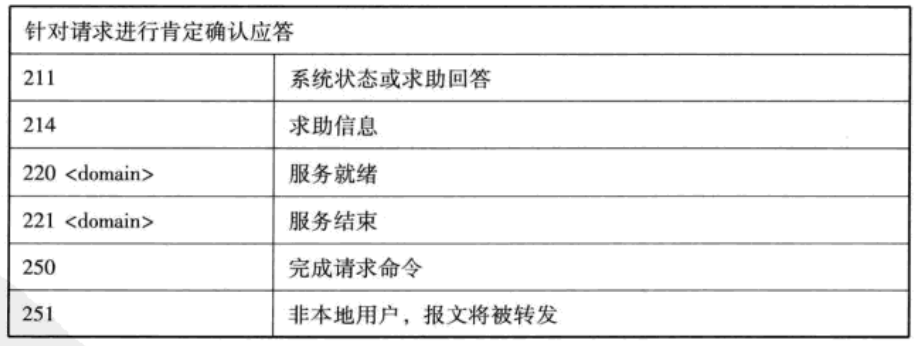 针对请求进行肯定确认应答
211 系统状态或求助回答
214 求助信息
220 <domain> 服务就绪
221 <domain> 服务结束
250 完成请求命令
251 非本地用户，报文将被转发